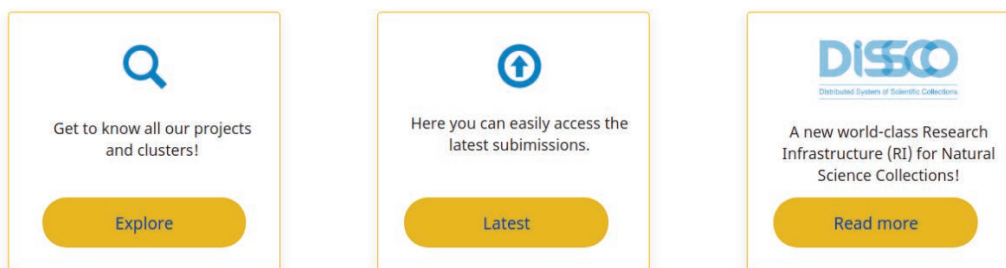 Get to know all our projects
and clusters!
Explore
Here you can easily access the
latest subimissions.
Latest
DISSCO
Distributed System of Scientific Collections
A new world-class Research
Infrastructure (RI) for Natural
Science Collections!
Read more